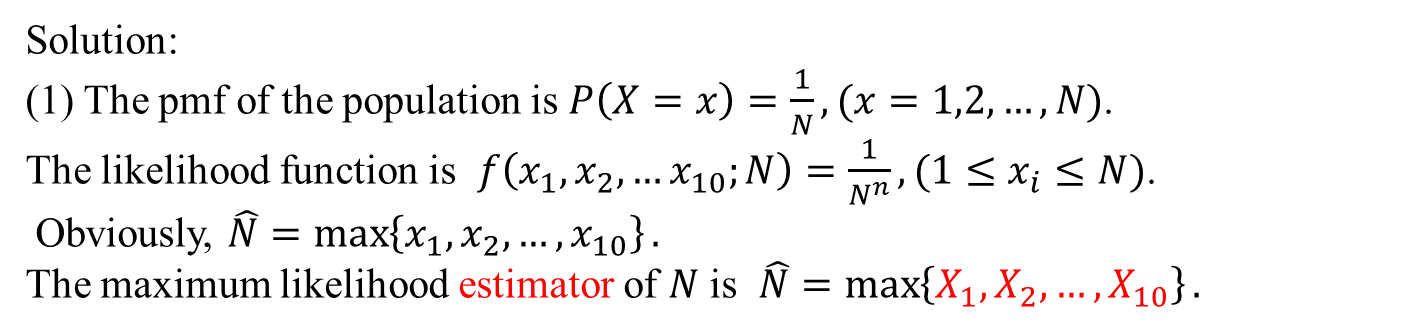 Solution:
(1) The pmf of the population is P(X = x) = 1/N, (x = 1,2, …, N).
The likelihood function is f(x₁, x₂, … x₁₀; N) = 1/Nⁿ, (1 ≤ xᵢ ≤ N).
Obviously, N̂ = max{x₁, x₂, … , x₁₀}.
The maximum likelihood estimator of N is N̂ = max{X₁, X₂, … , X₁₀}.